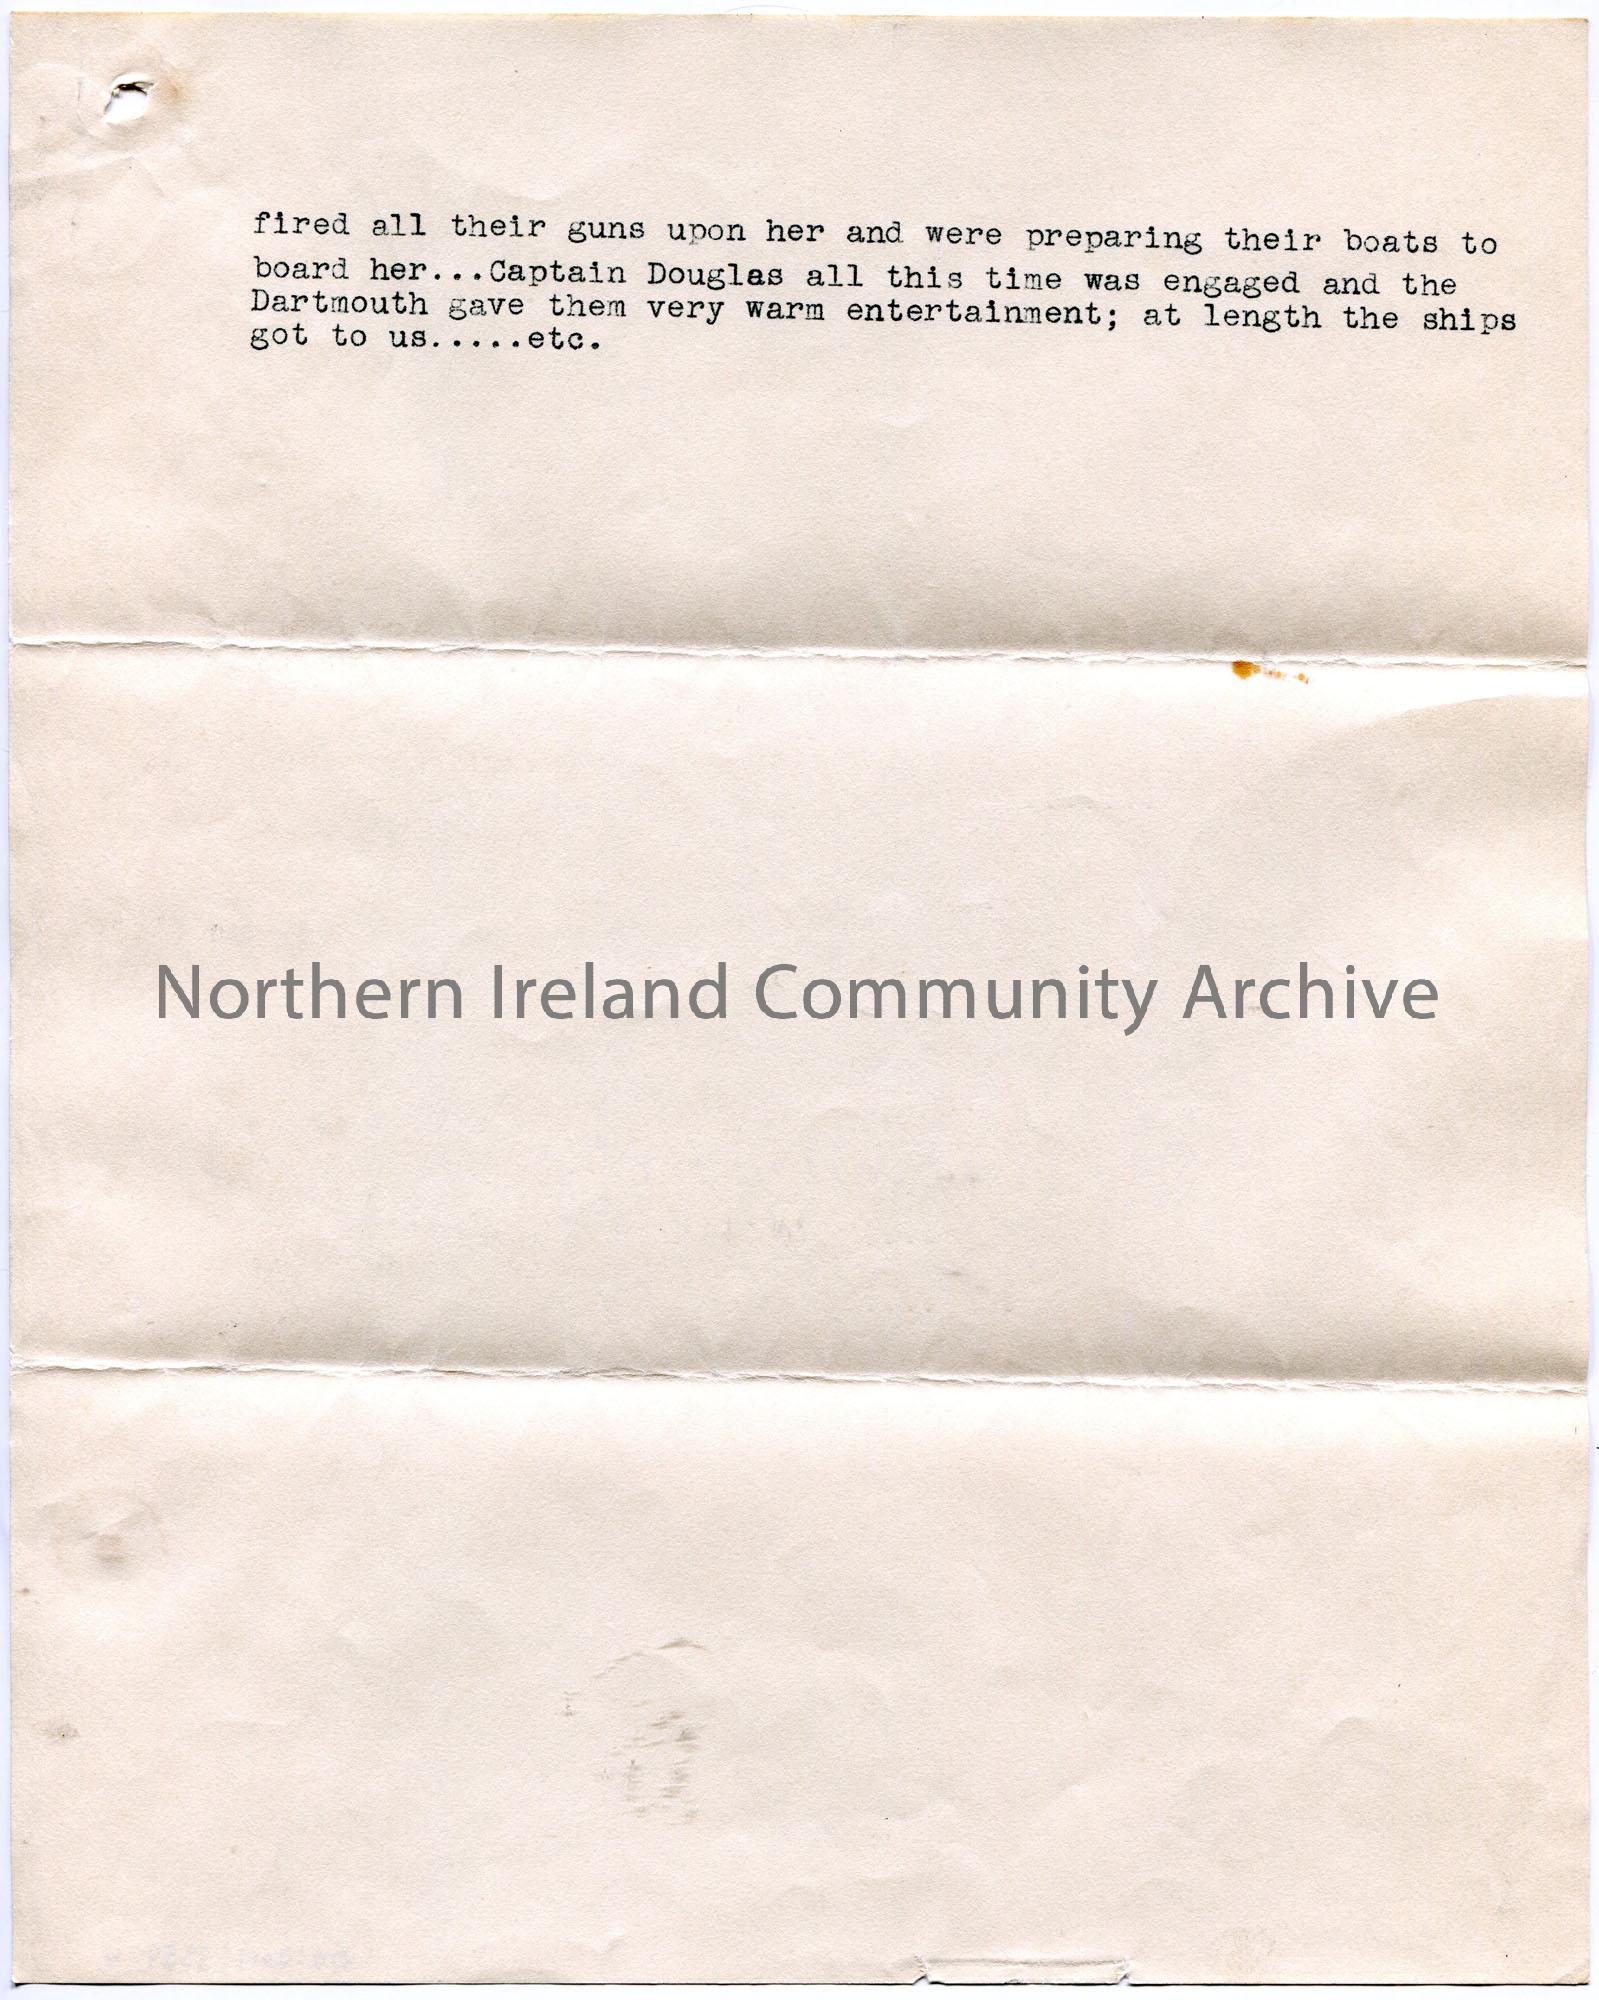 fired all their guns upon her and were preparing their boats to
board her...Captain Douglas all this time was engaged and the
Dartmouth gave them very warm entertainment; at length the ships
got to us.....etc.
Northern Ireland Community Archive